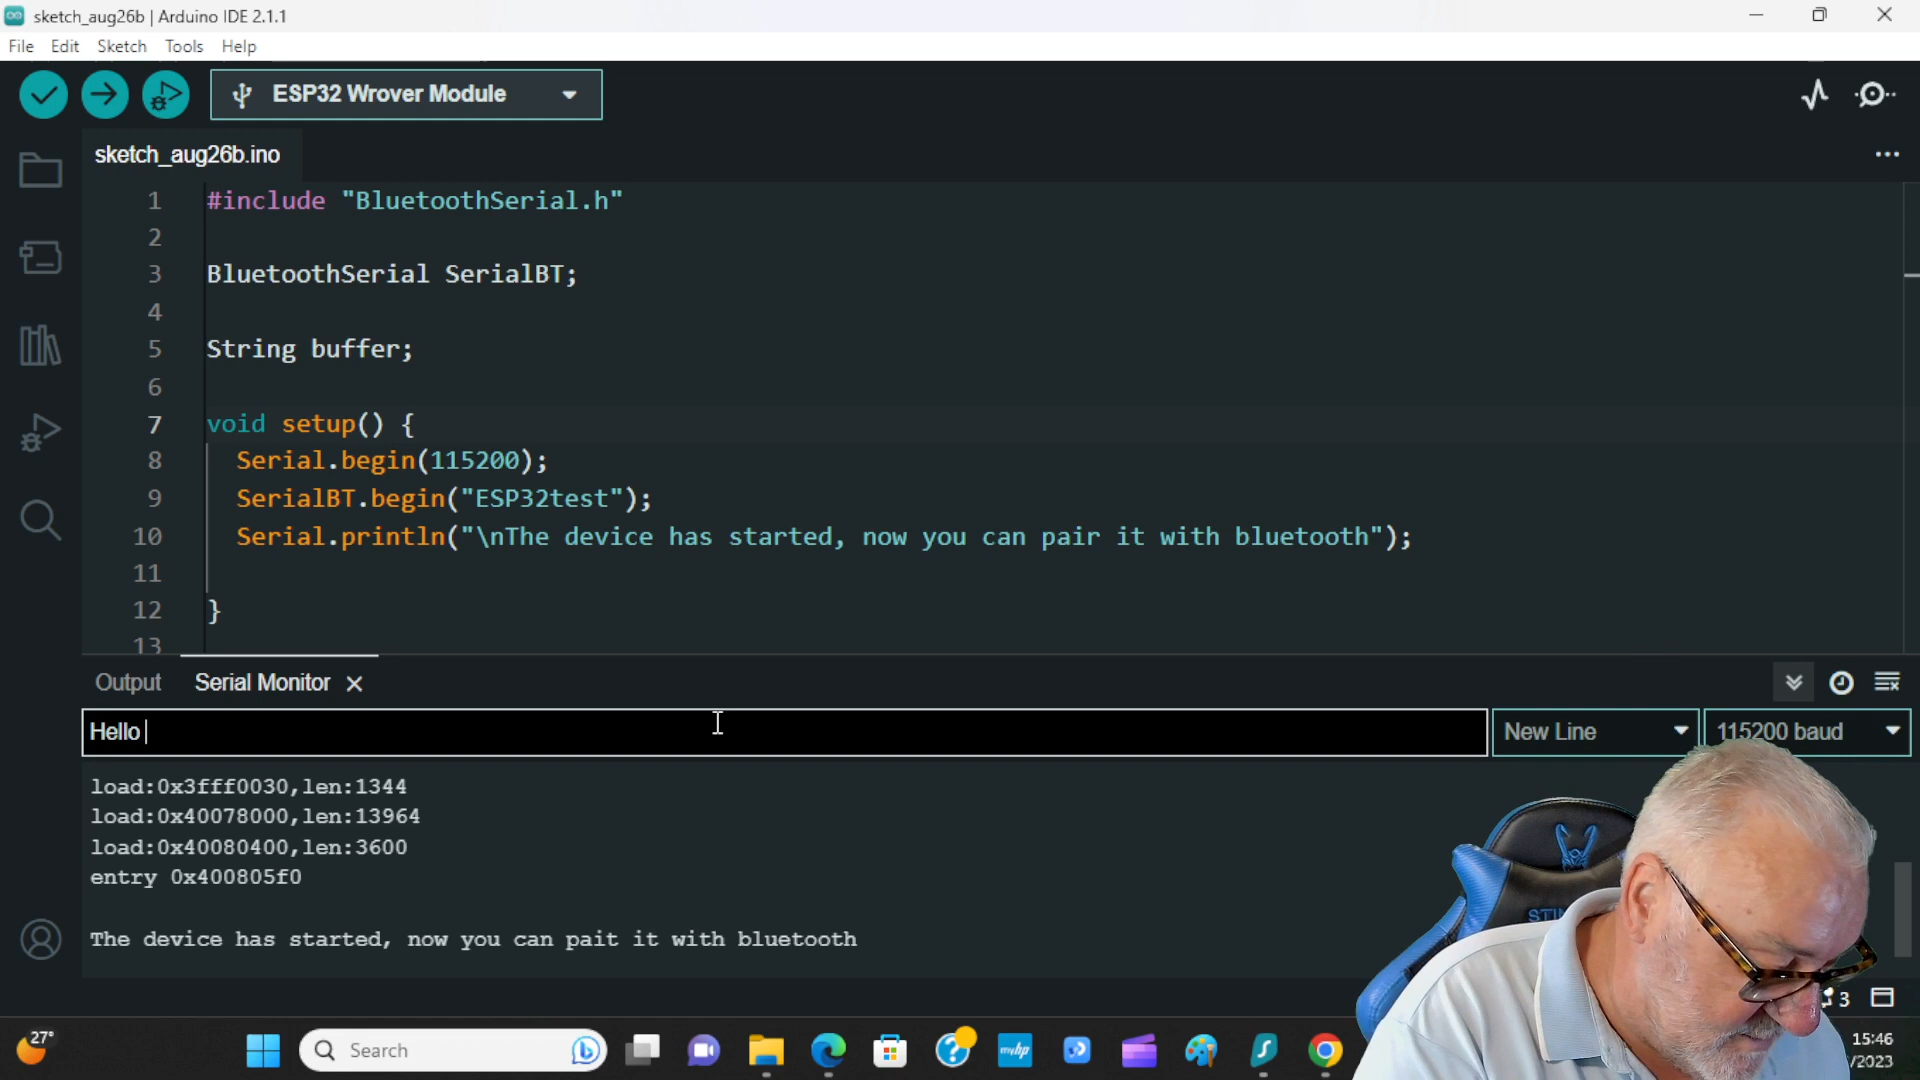 sketch_aug26b | Arduino IDE 2.1.1
File Edit Sketch Tools Help
ESP32 Wrover Module
sketch_aug26b.ino
1 #include "BluetoothSerial.h"
2
3 BluetoothSerial SerialBT;
4
5 String buffer;
6
7 void setup() {
8 Serial.begin(115200);
9 SerialBT.begin("ESP32test");
10 Serial.println("\nThe device has started, now you can pair it with bluetooth");
11
12 }
13
Output Serial Monitor
Hello
New Line 115200 baud
load:0x3fff0030,len:1344
load:0x40078000,len:13964
load:0x40080400,len:3600
entry 0x400805f0
The device has started, now you can pait it with bluetooth
3
27°
Search
myhp
15:46
/2023